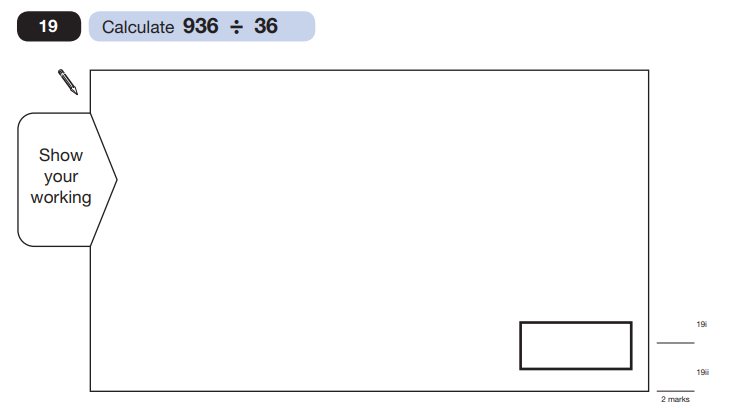 19 Calculate 936 ÷ 36
Show
your
working
19i
19ii
2 marks